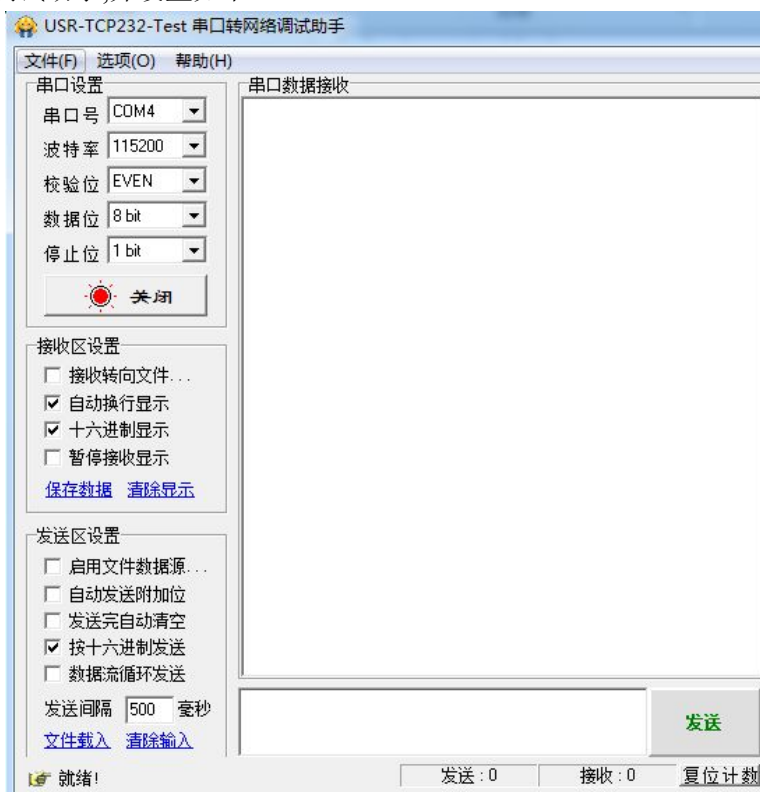 USR-TCP232-Test 串口转网络调试助手
文件(F) 选项(O) 帮助(H)
串口设置
串口号 COM4
波特率 115200
校验位 EVEN
数据位 8 bit
停止位 1 bit
关闭
接收区设置
接收转向文件...
自动换行显示
十六进制显示
暂停接收显示
保存数据 清除显示
发送区设置
启用文件数据源...
自动发送附加位
发送完自动清空
按十六进制发送
数据流循环发送
发送间隔 500 毫秒
文件载入 清除输入
串口数据接收
发送
就绪!
发送:0
接收:0
复位计数